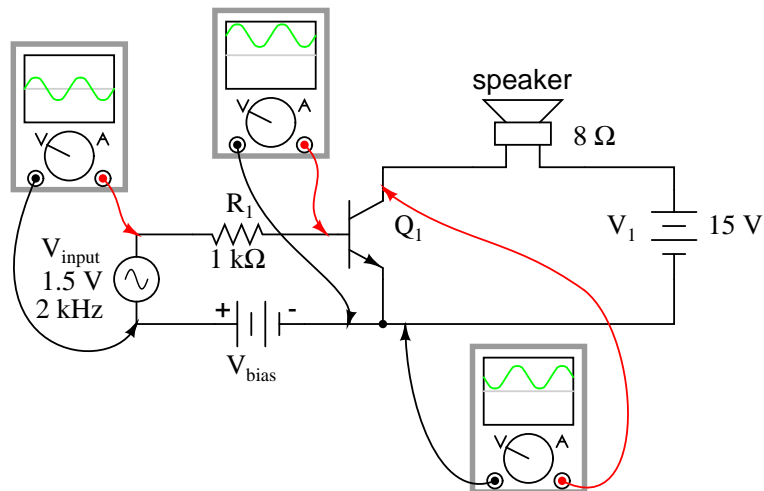 V A
V A
speaker
8 Ω
R1
Q1
V1 15 V
Vinput
1.5 V
2 kHz
1 kΩ
+ -
Vbias
V A